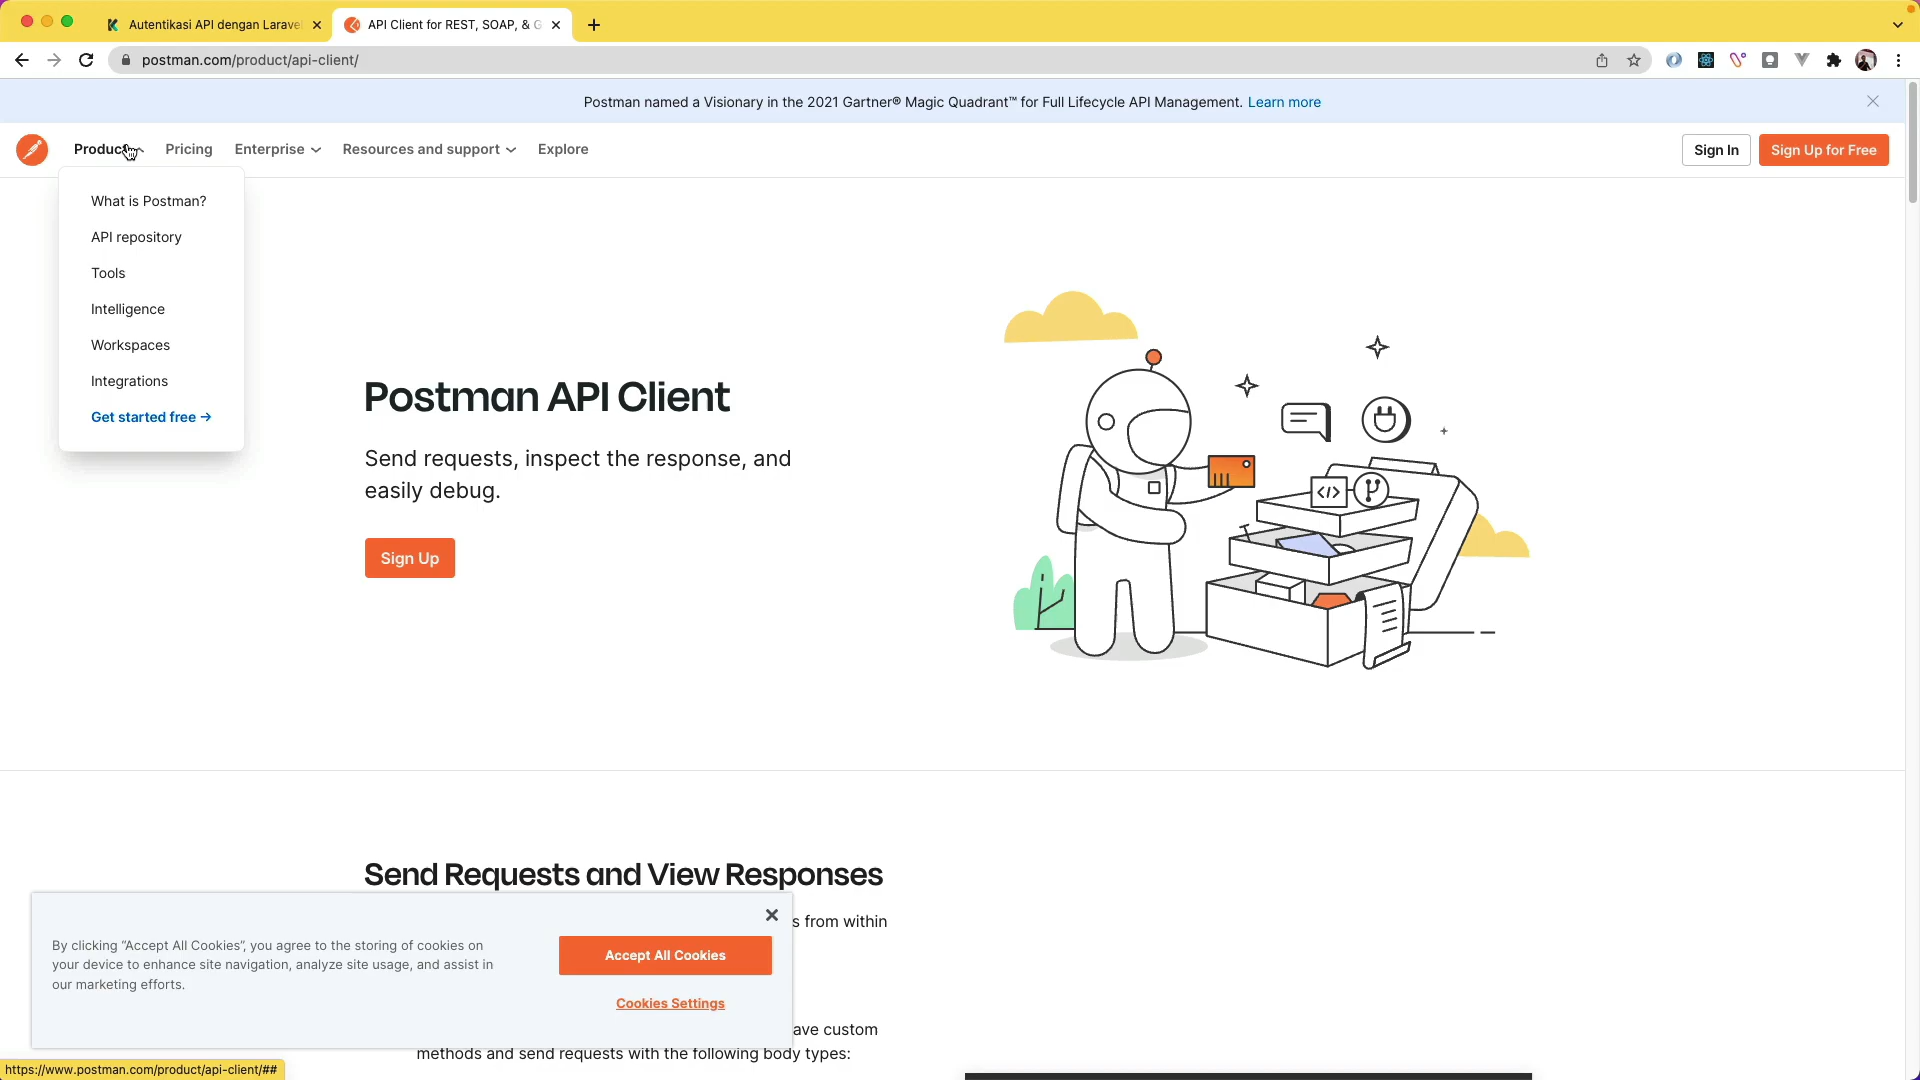 Autentikasi API dengan Larave
API Client for REST, SOAP, & G
postman.com/product/api-client/
Postman named a Visionary in the 2021 Gartner® Magic Quadrant™ for Full Lifecycle API Management. Learn more
Product
Pricing
Enterprise
Resources and support
Explore
Sign In
Sign Up for Free
What is Postman?
API repository
Tools
Intelligence
Workspaces
Integrations
Get started free →
Postman API Client
Send requests, inspect the response, and
easily debug.
Sign Up
Send Requests and View Responses
s from within
By clicking “Accept All Cookies”, you agree to the storing of cookies on
your device to enhance site navigation, analyze site usage, and assist in
our marketing efforts.
Accept All Cookies
Cookies Settings
ave custom
methods and send requests with the following body types:
https://www.postman.com/product/api-client/##